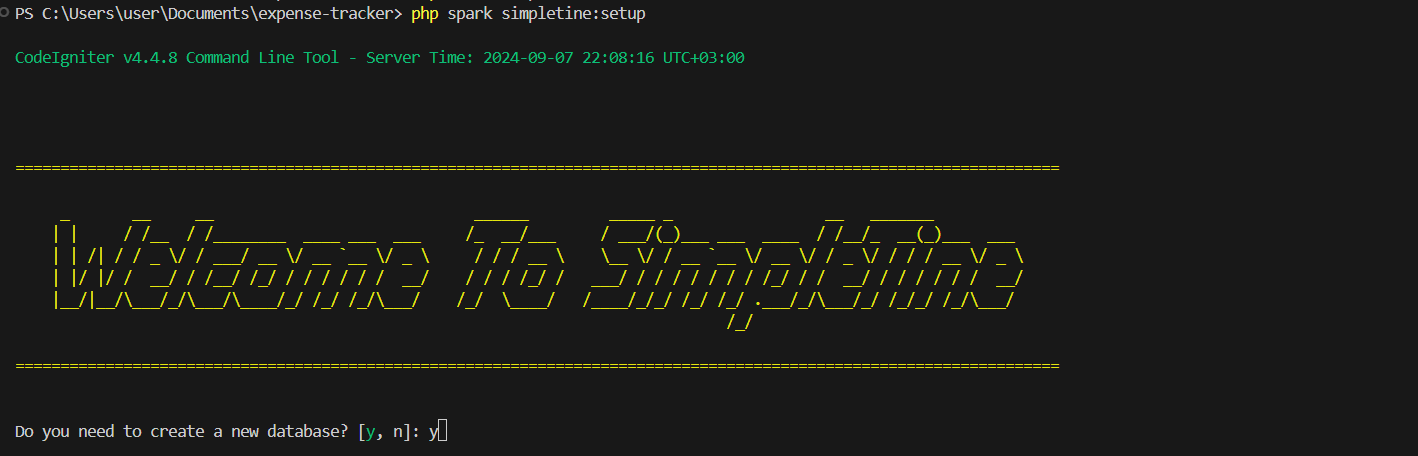 PS C:\Users\user\Documents\expense-tracker> php spark simpletine:setup
CodeIgniter v4.4.8 Command Line Tool - Server Time: 2024-09-07 22:08:16 UTC+03:00
Welcome To SimpleTine
Do you need to create a new database? [y, n]: y